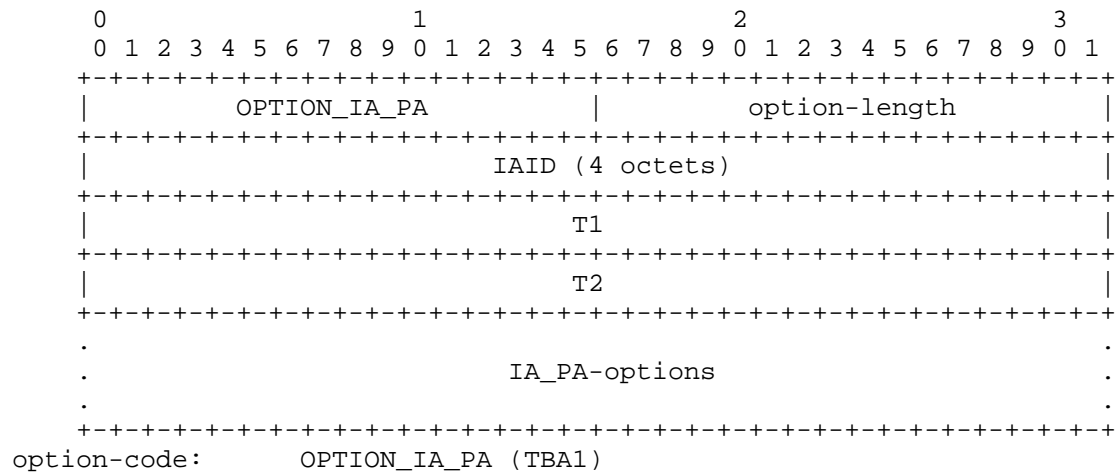 0                   1                   2                   3
 0 1 2 3 4 5 6 7 8 9 0 1 2 3 4 5 6 7 8 9 0 1 2 3 4 5 6 7 8 9 0 1
+-+-+-+-+-+-+-+-+-+-+-+-+-+-+-+-+-+-+-+-+-+-+-+-+-+-+-+-+-+-+-+-+
|         OPTION_IA_PA          |         option-length         |
+-+-+-+-+-+-+-+-+-+-+-+-+-+-+-+-+-+-+-+-+-+-+-+-+-+-+-+-+-+-+-+-+
|                         IAID (4 octets)                       |
+-+-+-+-+-+-+-+-+-+-+-+-+-+-+-+-+-+-+-+-+-+-+-+-+-+-+-+-+-+-+-+-+
|                              T1                               |
+-+-+-+-+-+-+-+-+-+-+-+-+-+-+-+-+-+-+-+-+-+-+-+-+-+-+-+-+-+-+-+-+
|                              T2                               |
+-+-+-+-+-+-+-+-+-+-+-+-+-+-+-+-+-+-+-+-+-+-+-+-+-+-+-+-+-+-+-+-+
.                                                               .
.                          IA_PA-options                        .
.                                                               .
+-+-+-+-+-+-+-+-+-+-+-+-+-+-+-+-+-+-+-+-+-+-+-+-+-+-+-+-+-+-+-+-+
option-code:      OPTION_IA_PA (TBA1)